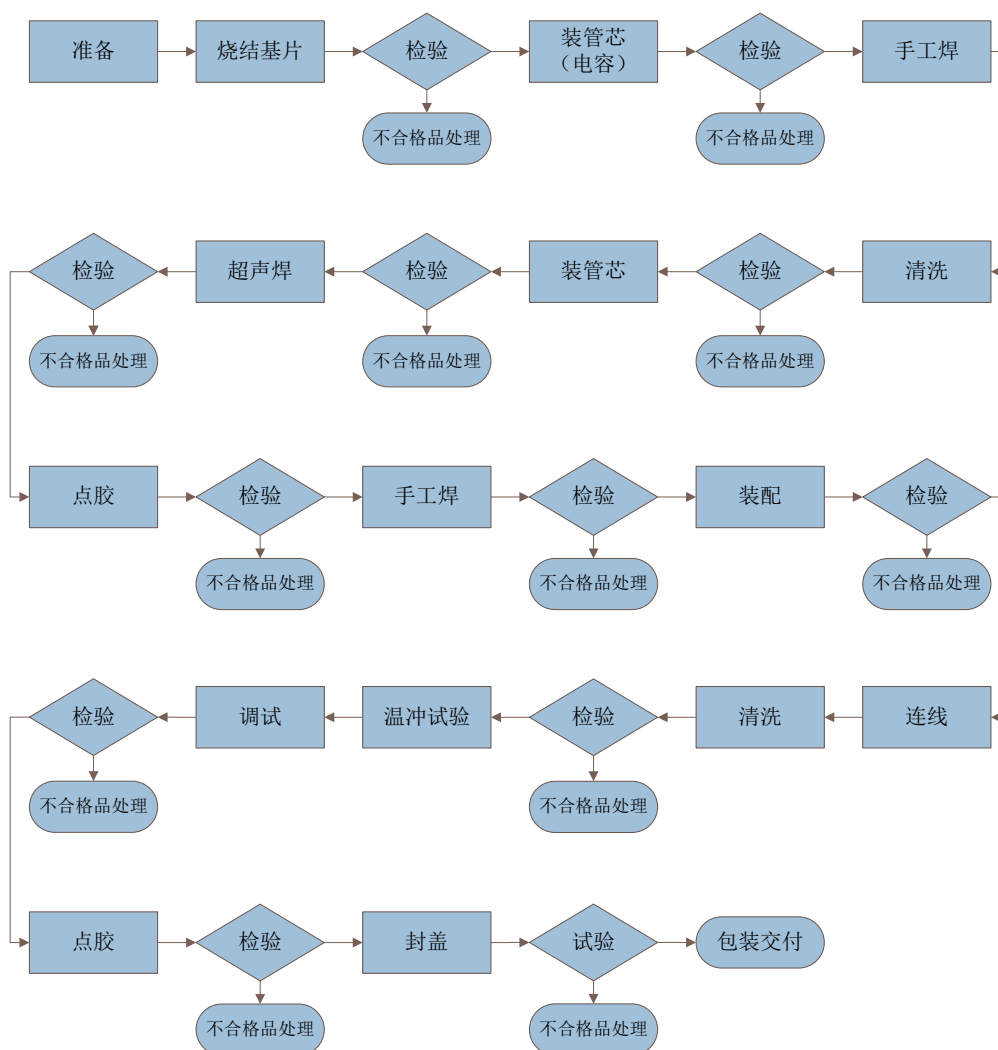 准备
烧结基片
检验
装管芯
（电容）
检验
手工焊
不合格品处理
不合格品处理
检验
超声焊
检验
装管芯
检验
清洗
不合格品处理
不合格品处理
不合格品处理
点胶
检验
手工焊
检验
装配
检验
不合格品处理
不合格品处理
不合格品处理
检验
调试
温冲试验
检验
清洗
连线
不合格品处理
不合格品处理
点胶
检验
封盖
试验
包装交付
不合格品处理
不合格品处理